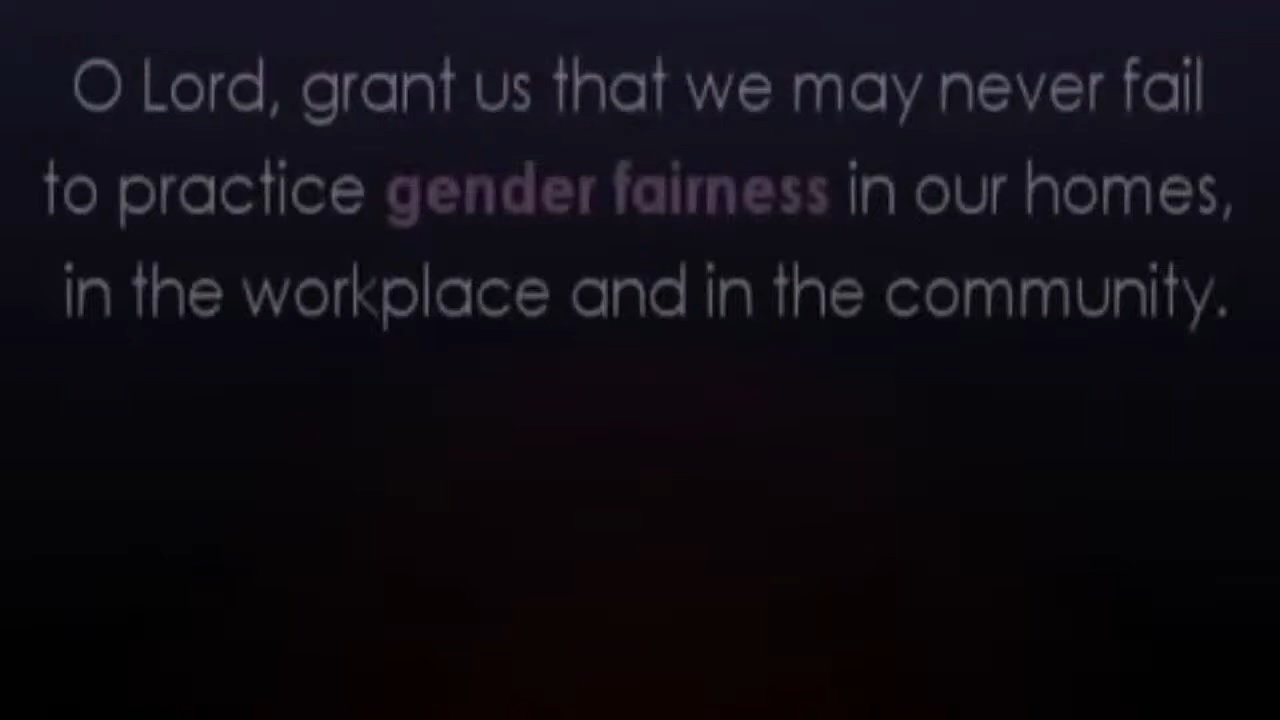 O Lord, grant us that we may never fail
to practice gender fairness in our homes,
in the workplace and in the community.